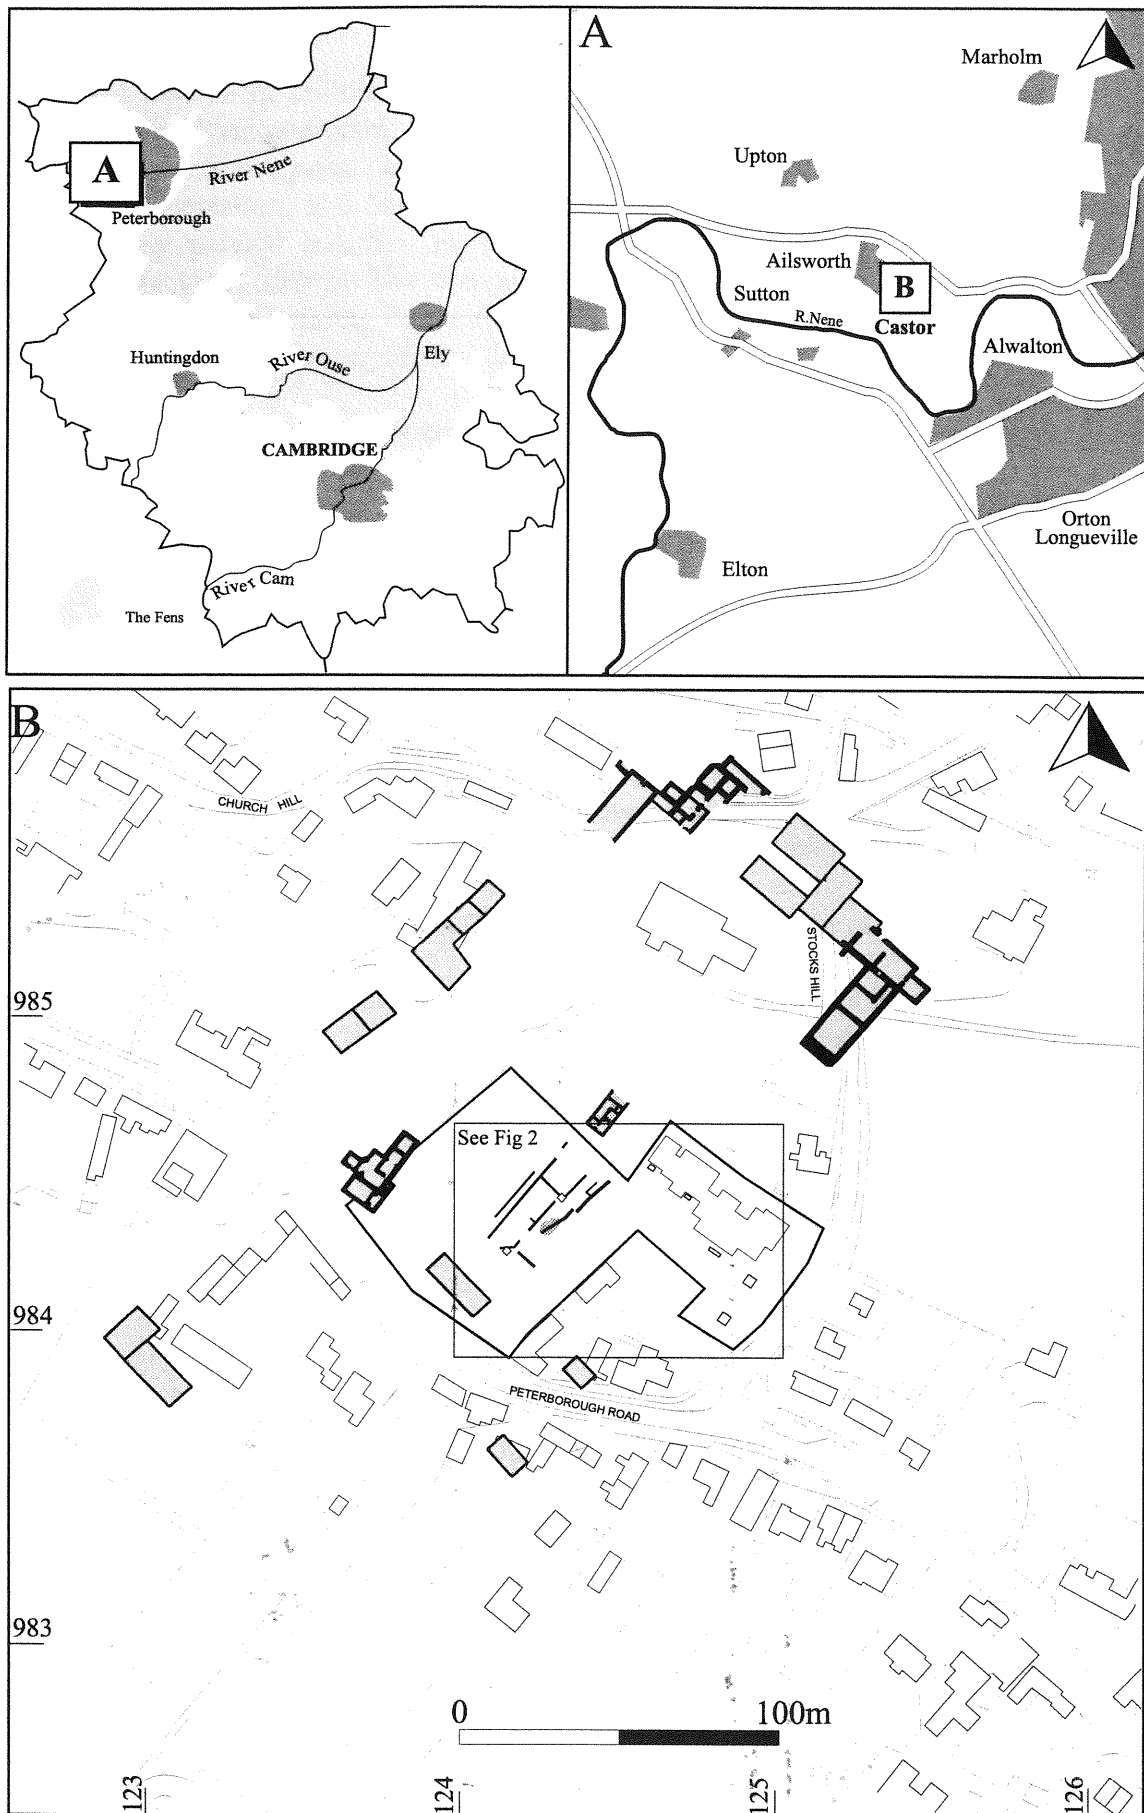 A
River Nene
Peterborough
Huntingdon
River Ouse
Ely
CAMBRIDGE
River Cam
The Fens
A
Marholm
Upton
Ailsworth
B
Sutton
R.Nene
Castor
Alwalton
Orton
Longueville
Elton
B
CHURCH HILL
STOCKS HILL
985
See Fig 2
984
PETERBOROUGH ROAD
983
0
100m
123
124
125
126